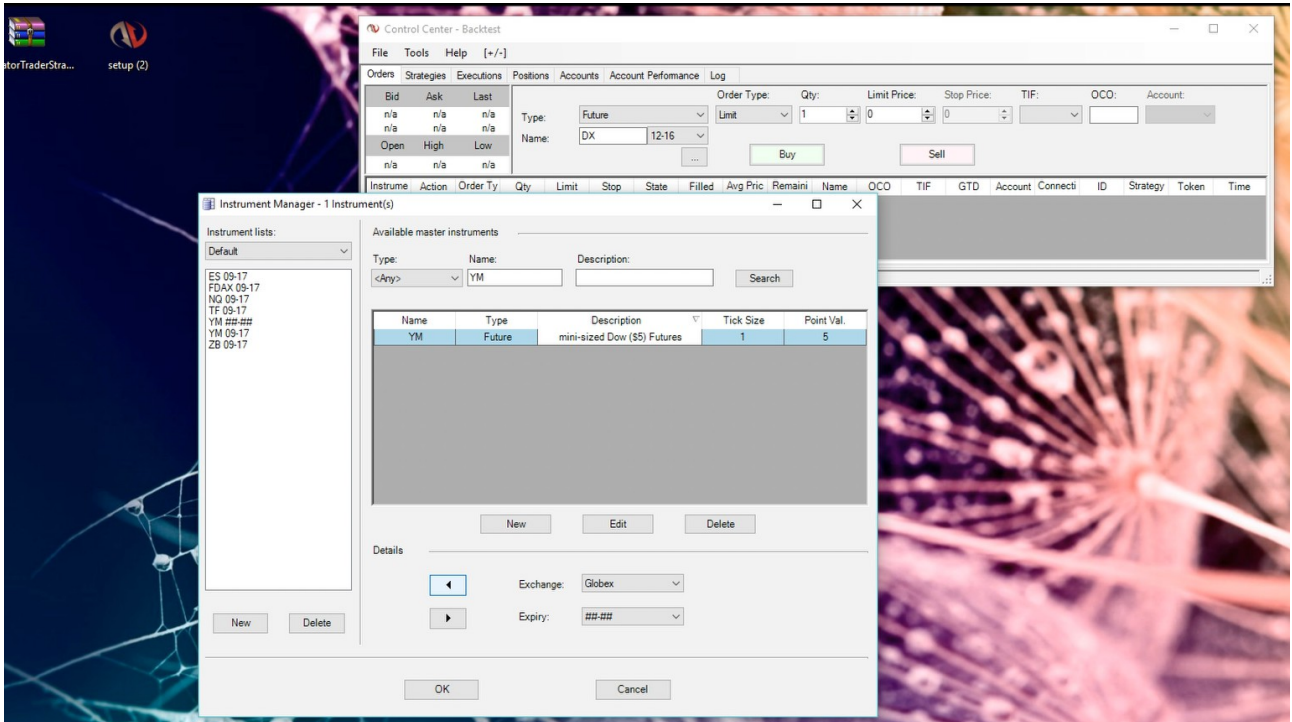 atorTraderStra...
setup (2)
Control Center - Backtest
File Tools Help [+/-]
Orders Strategies Executions Positions Accounts Account Perfomance Log
Bid Ask Last
n/a n/a n/a
n/a n/a n/a
Open High Low
n/a n/a n/a
Order Type: Qty: Limit Price: Stop Price: TIF: OCO: Account:
Type: Future Limit 1 0 0
Name: DX 12-16
...
Buy Sell
Instrume Action Order Ty Qty Limit Stop State Filled Avg Pric Remaini Name OCO TIF GTD Account Connecti ID Strategy Token Time
Instrument Manager - 1 Instrument(s)
Instrument lists:
Default
ES 09-17
FDAX 09-17
NQ 09-17
TF 09-17
YM ##-##
YM 09-17
ZB 09-17
New Delete
Available master instruments
Type: Name: Description:
<Any> YM Search
Name Type Description Tick Size Point Val.
YM Future mini-sized Dow ($5) Futures 1 5
New Edit Delete
Details
Exchange: Globex
Expiry: ##-##
OK Cancel